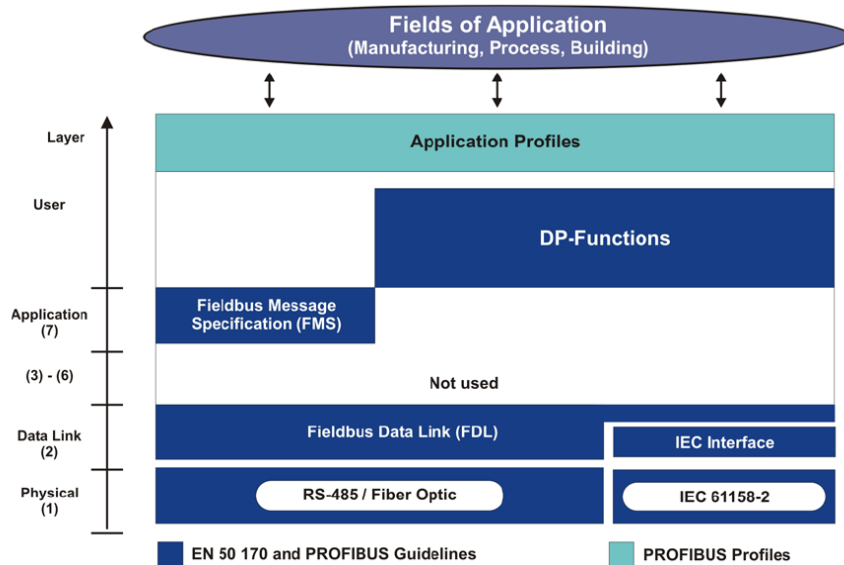 Fields of Application
(Manufacturing, Process, Building)
Layer
Application Profiles
User
DP-Functions
Application
(7)
Fieldbus Message
Specification (FMS)
(3) - (6)
Not used
Data Link
(2)
Fieldbus Data Link (FDL)
IEC Interface
Physical
(1)
RS-485 / Fiber Optic
IEC 61158-2
EN 50 170 and PROFIBUS Guidelines
PROFIBUS Profiles